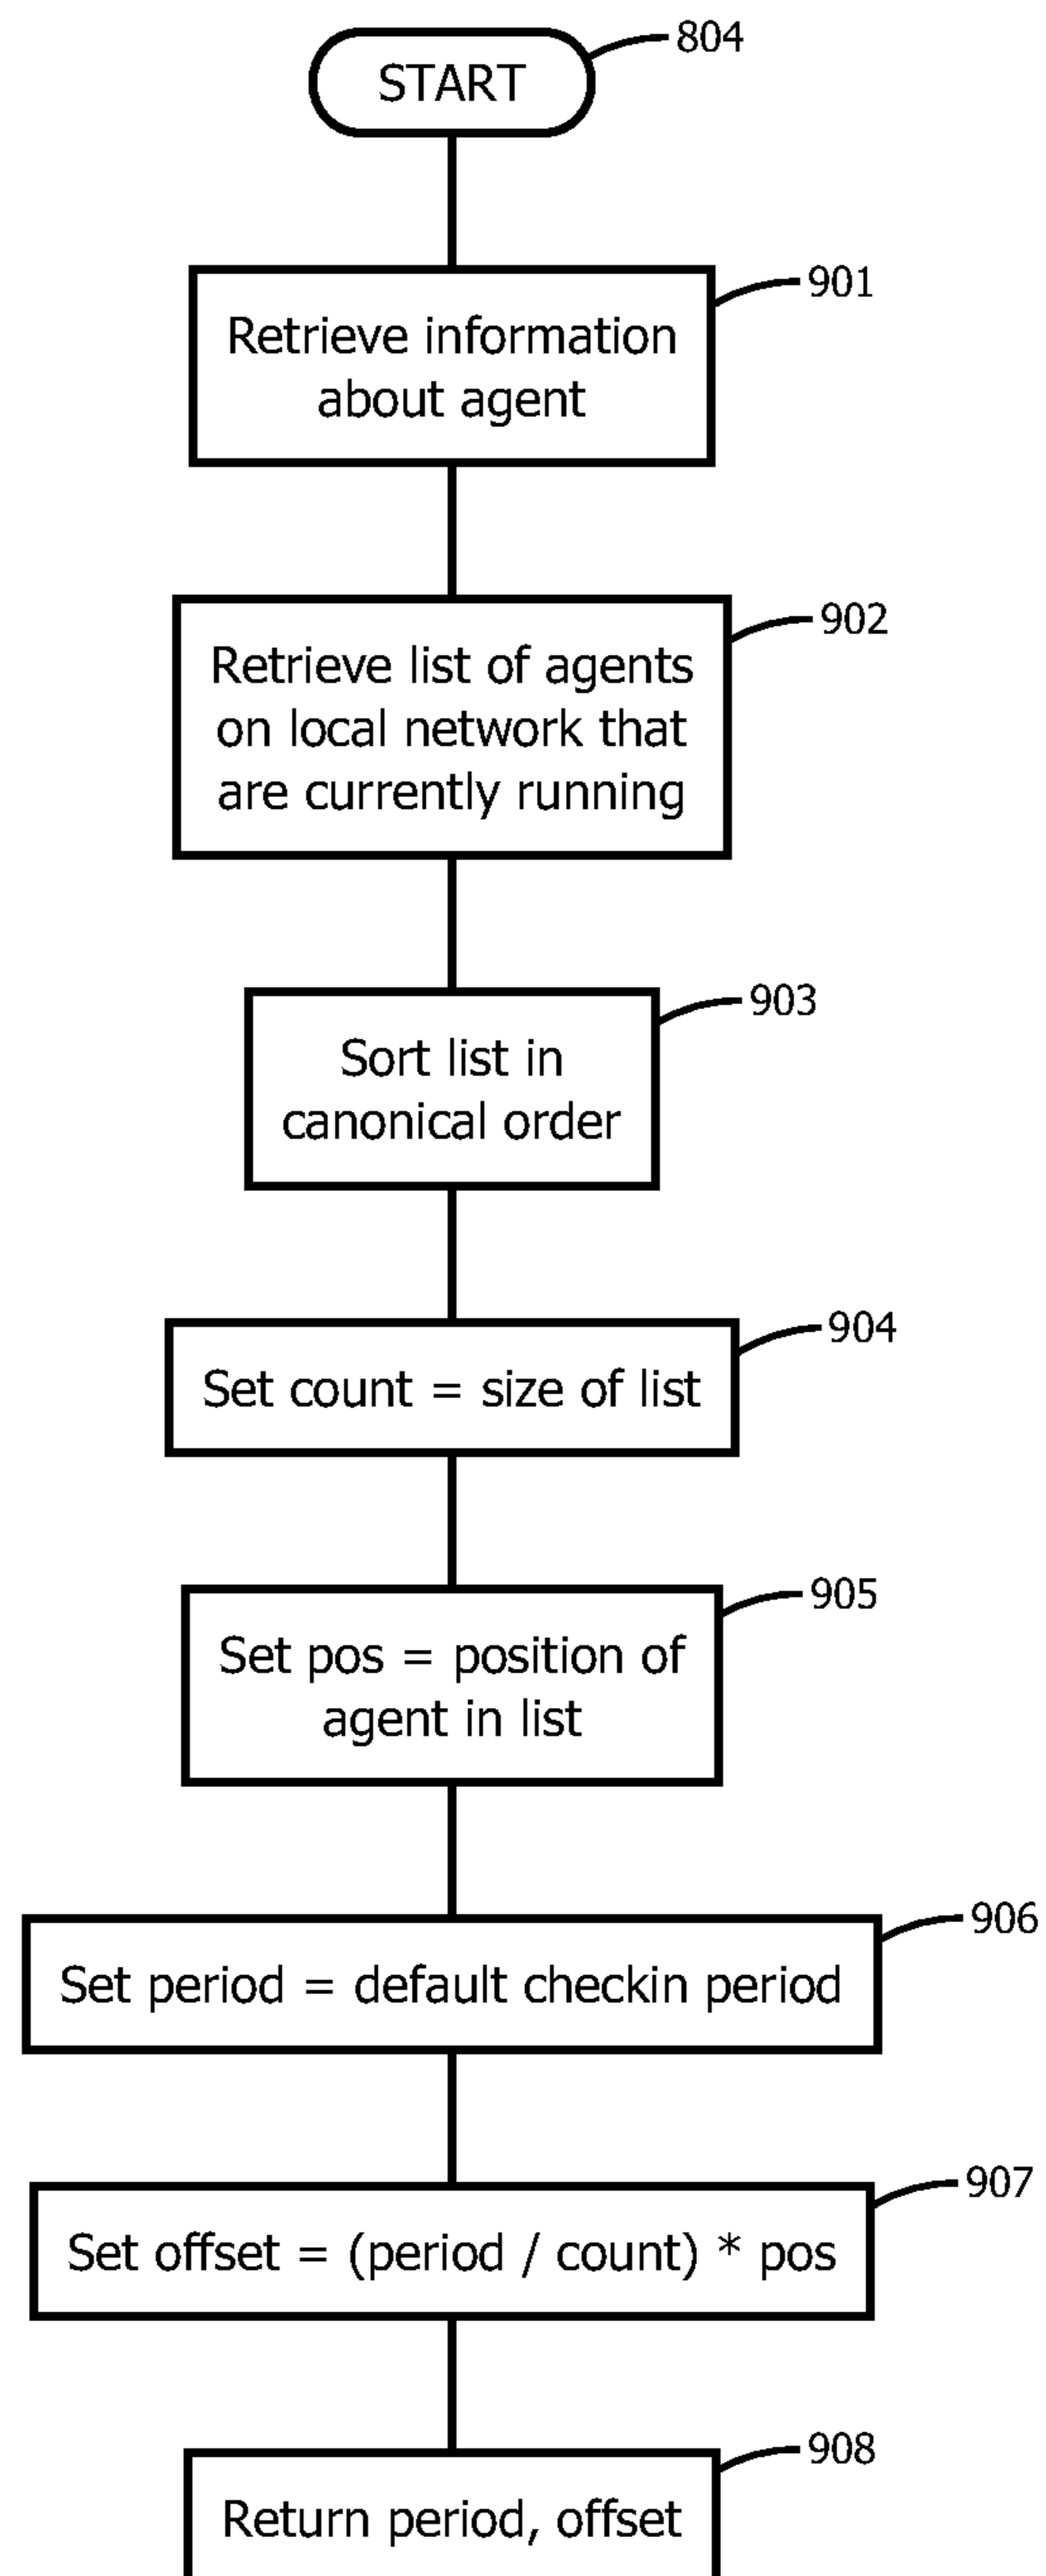 804
START
901
Retrieve information
about agent
902
Retrieve list of agents
on local network that
are currently running
903
Sort list in
canonical order
904
Set count = size of list
905
Set pos = position of
agent in list
906
Set period = default checkin period
907
Set offset = (period / count) * pos
908
Return period, offset